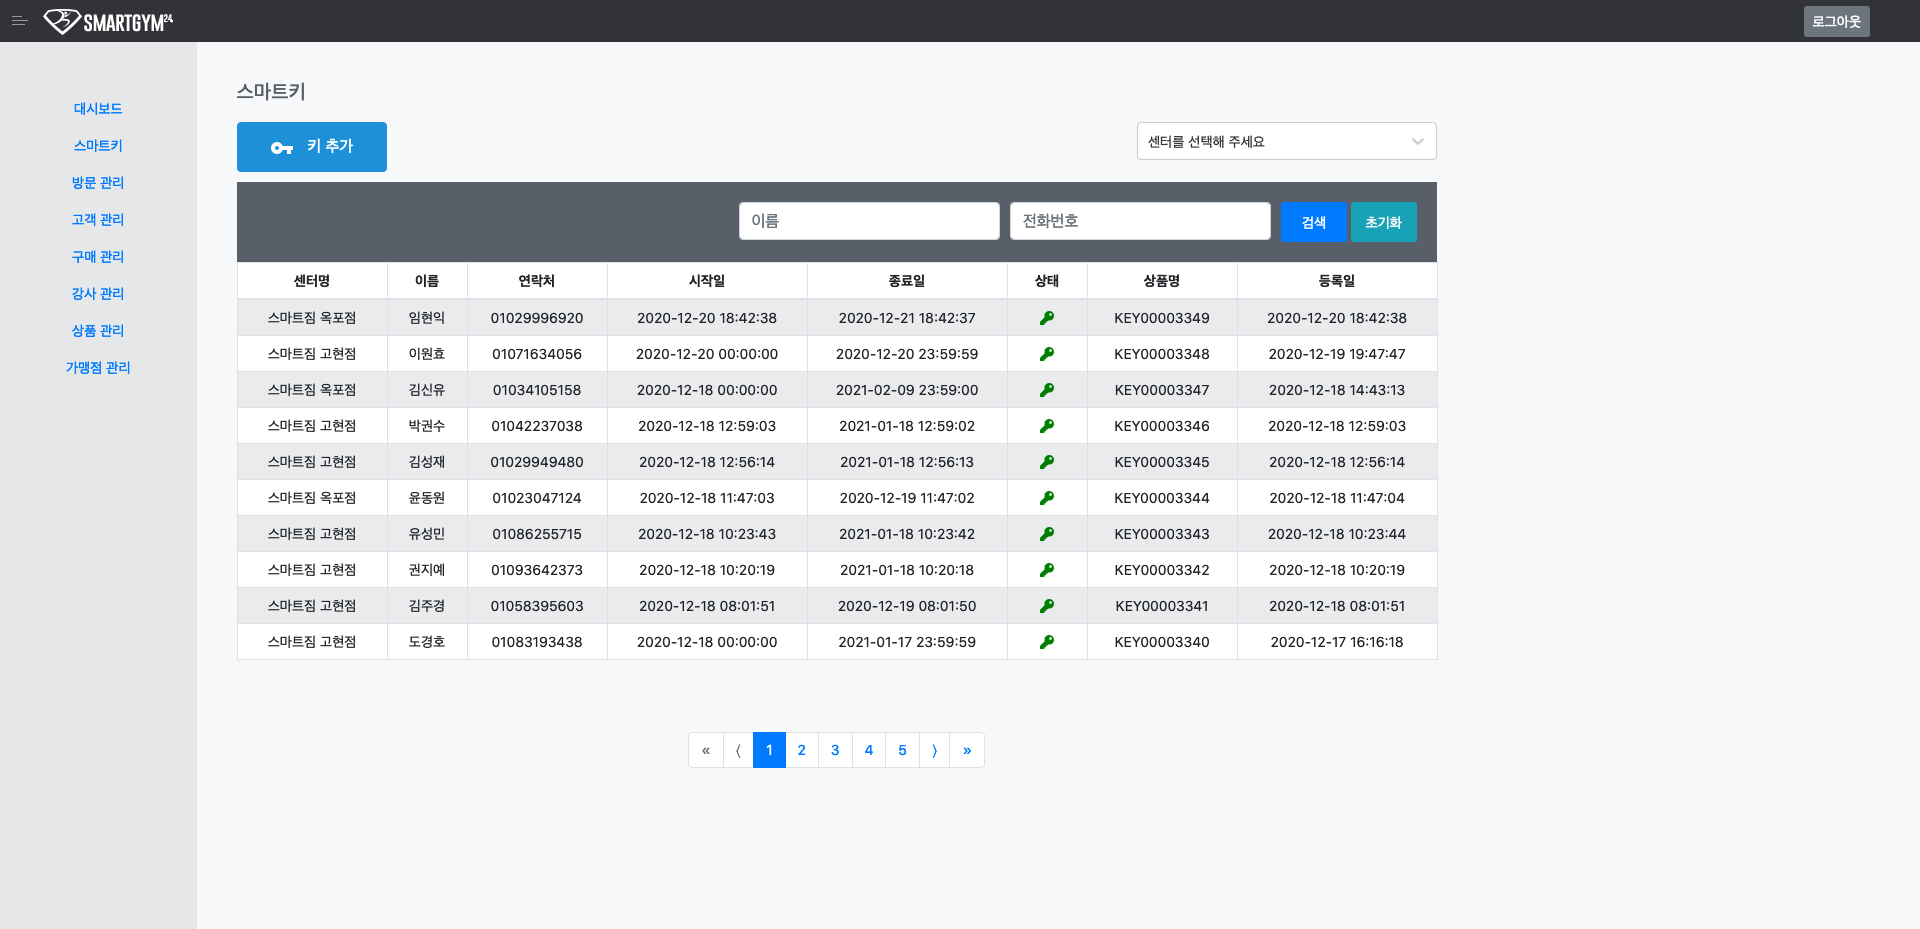 SMARTGYM24
로그아웃
대시보드
스마트키
방문 관리
고객 관리
구매 관리
강사 관리
상품 관리
가맹점 관리
스마트키
키 추가
센터를 선택해 주세요
이름 전화번호 검색 초기화
센터명 이름 연락처 시작일 종료일 상태 상품명 등록일
스마트짐 옥포점 임현익 01029996920 2020-12-20 18:42:38 2020-12-21 18:42:37 KEY00003349 2020-12-20 18:42:38
스마트짐 고현점 이원효 01071634056 2020-12-20 00:00:00 2020-12-20 23:59:59 KEY00003348 2020-12-19 19:47:47
스마트짐 옥포점 김신유 01034105158 2020-12-18 00:00:00 2021-02-09 23:59:00 KEY00003347 2020-12-18 14:43:13
스마트짐 고현점 박권수 01042237038 2020-12-18 12:59:03 2021-01-18 12:59:02 KEY00003346 2020-12-18 12:59:03
스마트짐 고현점 김성재 01029949480 2020-12-18 12:56:14 2021-01-18 12:56:13 KEY00003345 2020-12-18 12:56:14
스마트짐 옥포점 윤동원 01023047124 2020-12-18 11:47:03 2020-12-19 11:47:02 KEY00003344 2020-12-18 11:47:04
스마트짐 고현점 유성민 01086255715 2020-12-18 10:23:43 2021-01-18 10:23:42 KEY00003343 2020-12-18 10:23:44
스마트짐 고현점 권지예 01093642373 2020-12-18 10:20:19 2021-01-18 10:20:18 KEY00003342 2020-12-18 10:20:19
스마트짐 고현점 김주경 01058395603 2020-12-18 08:01:51 2020-12-19 08:01:50 KEY00003341 2020-12-18 08:01:51
스마트짐 고현점 도경호 01083193438 2020-12-18 00:00:00 2021-01-17 23:59:59 KEY00003340 2020-12-17 16:16:18
« ⟨ 1 2 3 4 5 ⟩ »